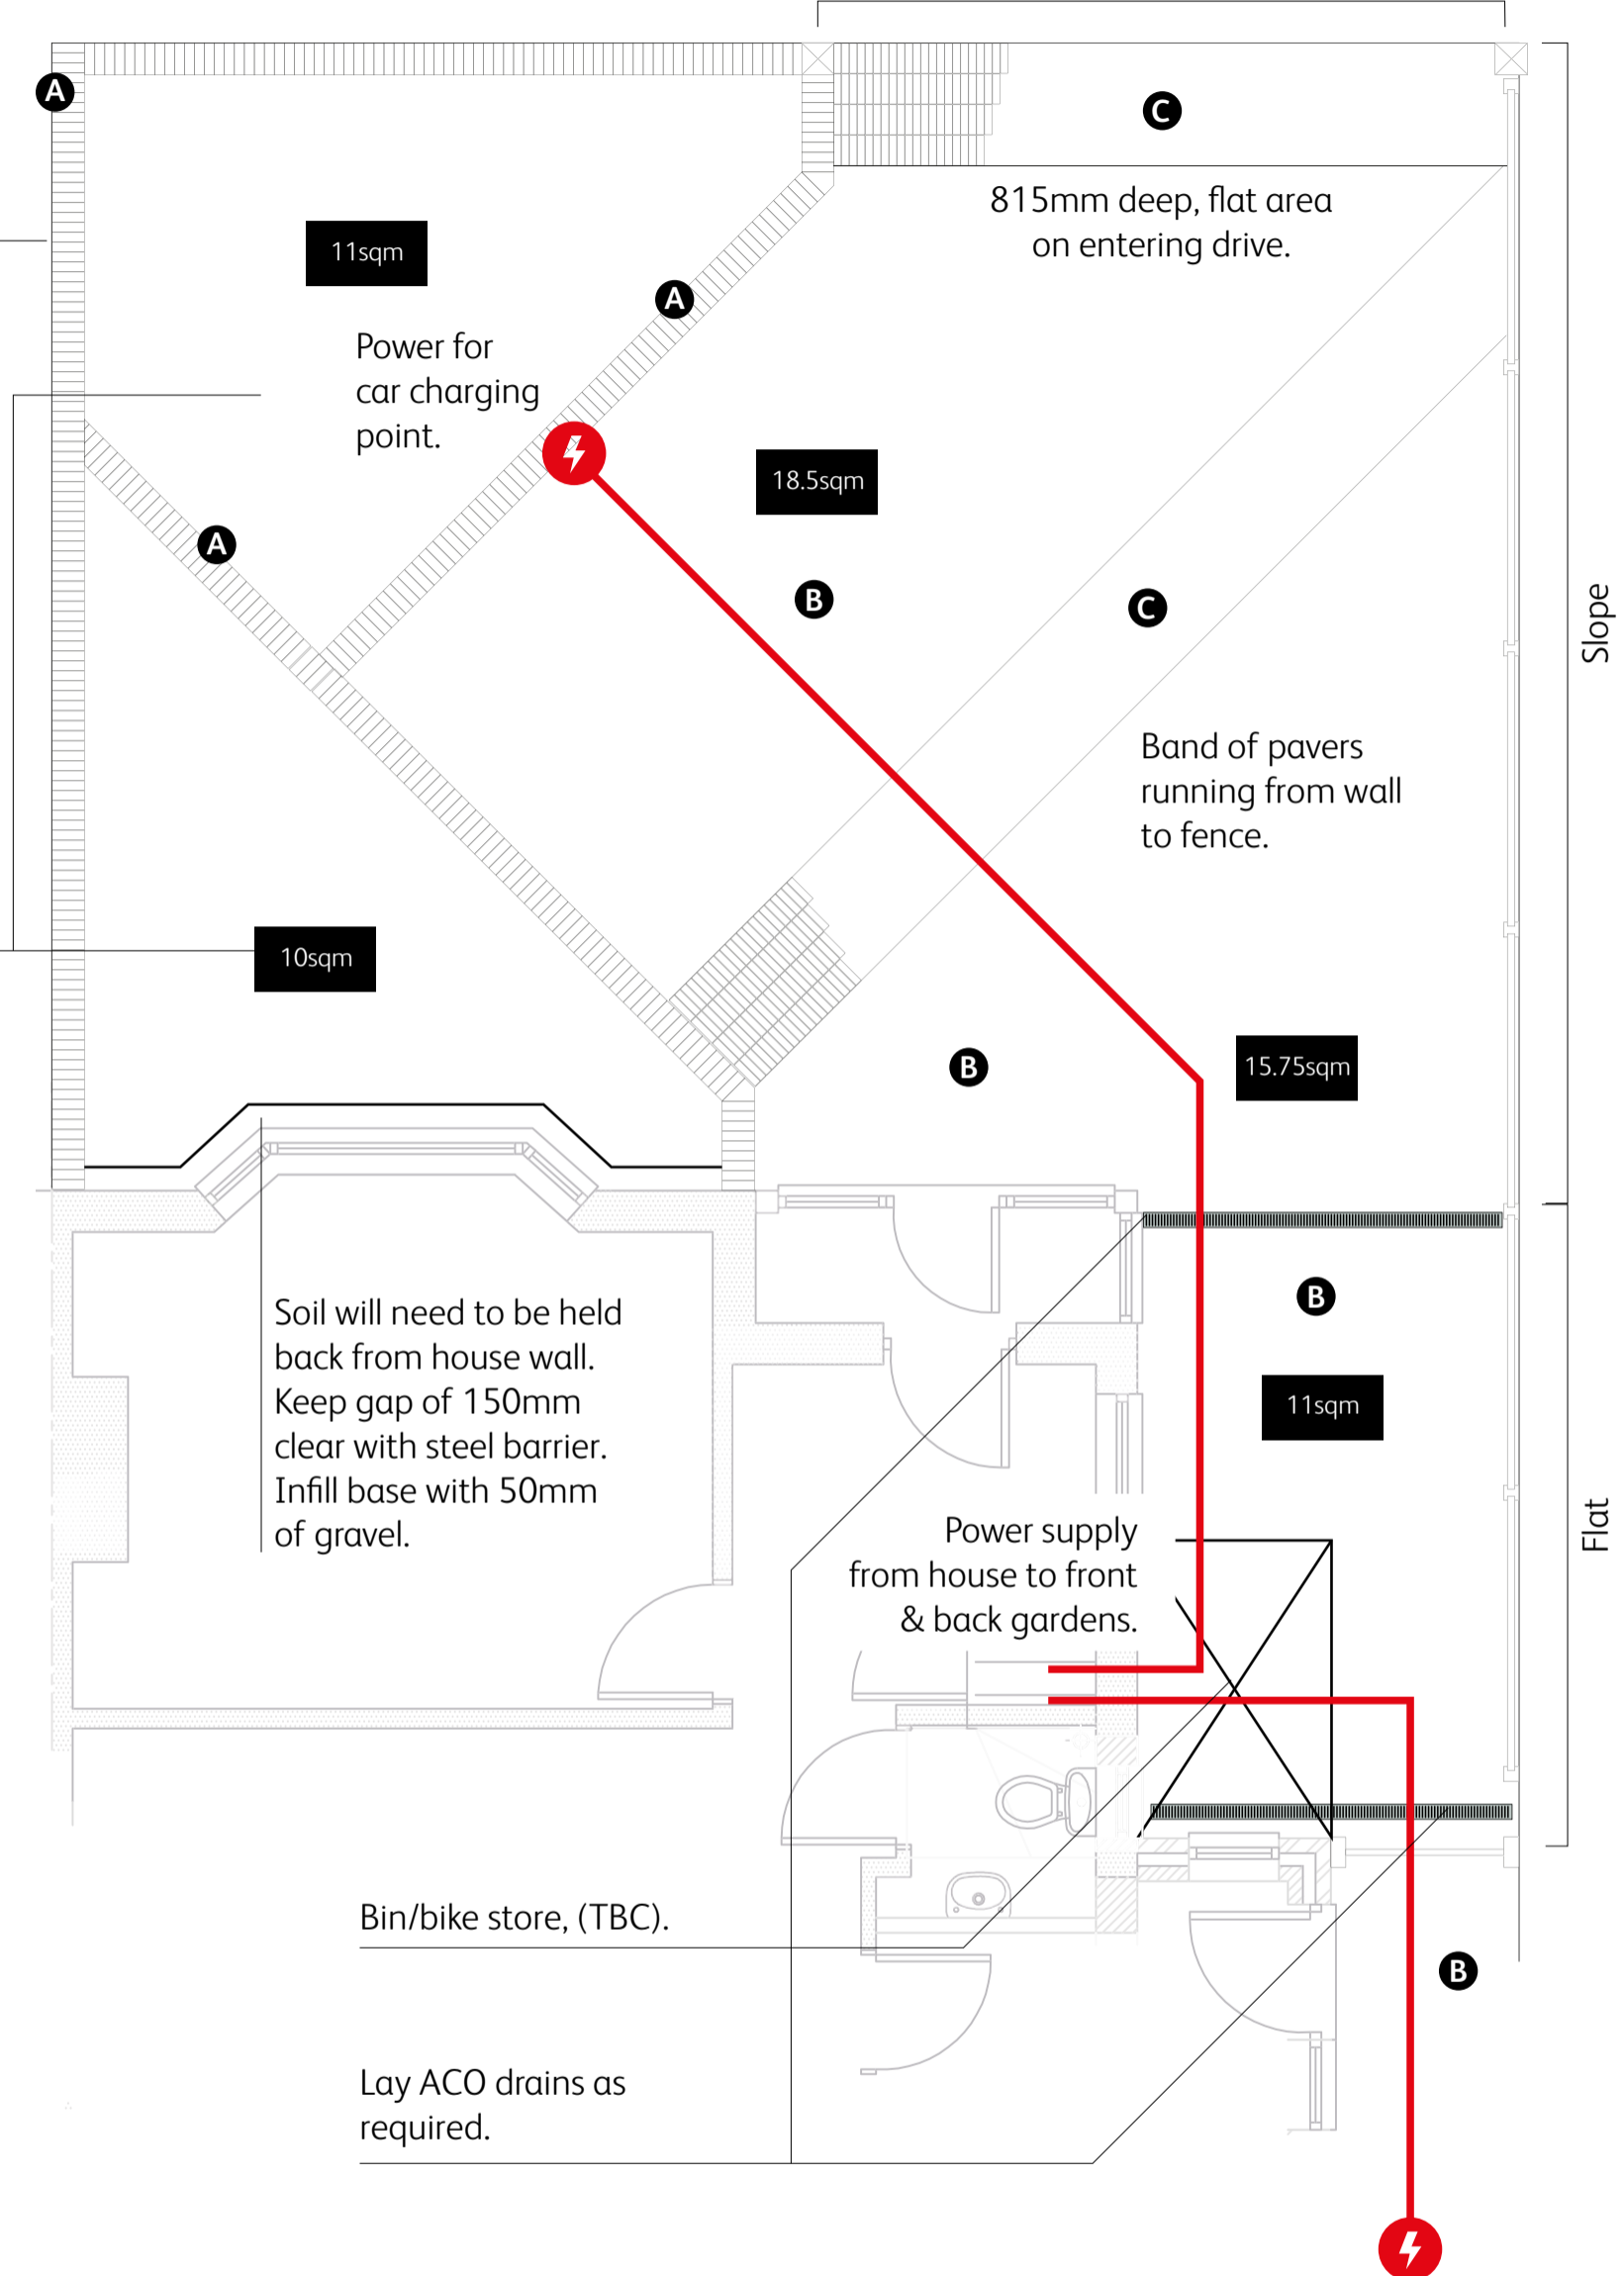 A
C
815mm deep, flat area
on entering drive.
11sqm
A
Power for
car charging
point.
18.5sqm
A
B
C
Slope
Band of pavers
running from wall
to fence.
10sqm
B
15.75sqm
B
Soil will need to be held
back from house wall.
Keep gap of 150mm
clear with steel barrier.
Infill base with 50mm
of gravel.
11sqm
Flat
Power supply
from house to front
& back gardens.
Bin/bike store, (TBC).
B
Lay ACO drains as
required.